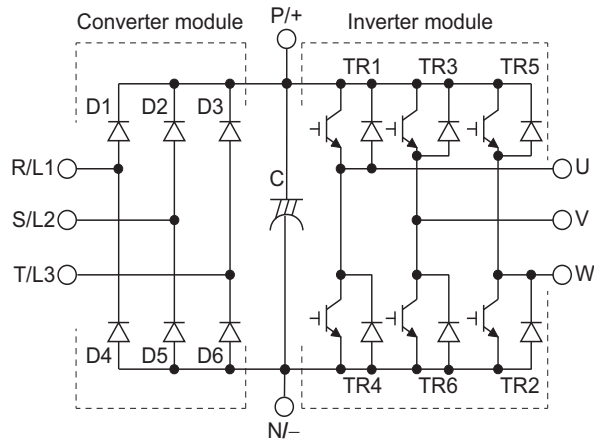 Converter module
P/+
Inverter module
D1 D2 D3
TR1 TR3 TR5
R/L1
S/L2
T/L3
C
U
V
W
D4 D5 D6
TR4 TR6 TR2
N/–